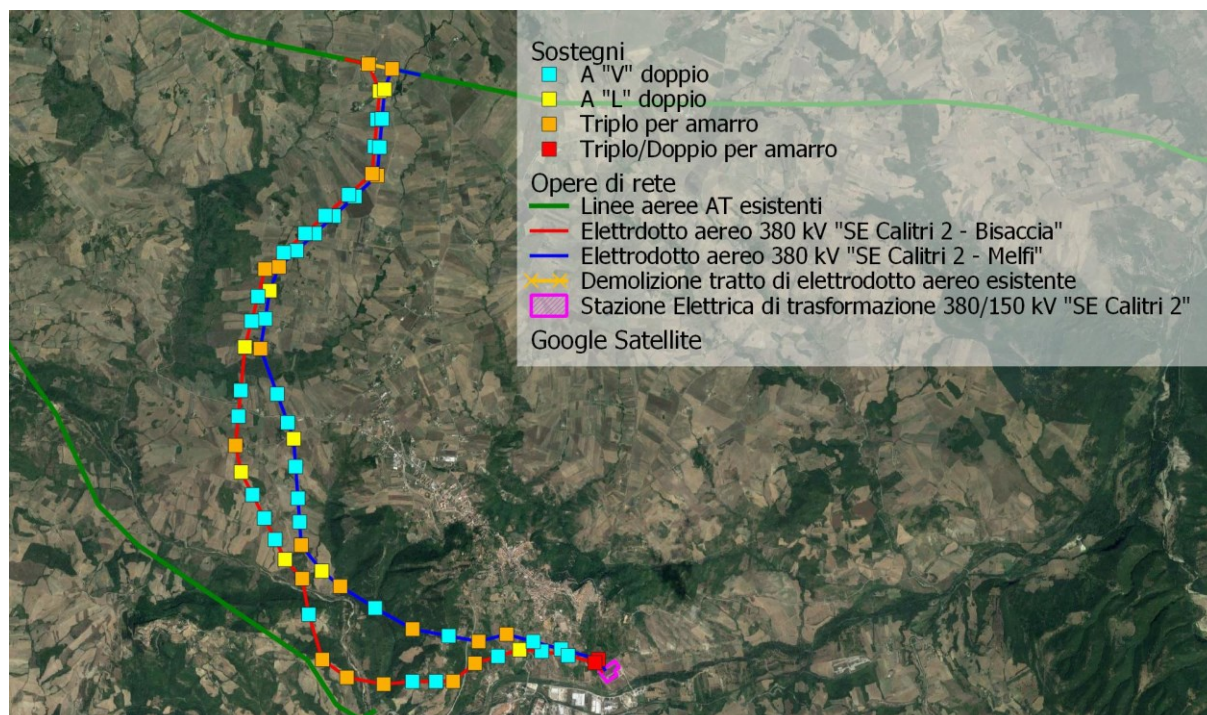 Sostegni
A "V" doppio
A "L" doppio
Triplo per amarro
Triplo/Doppio per amarro
Opere di rete
Linee aeree AT esistenti
Elettrdotto aereo 380 kV "SE Calitri 2 - Bisaccia"
Elettrodotto aereo 380 kV "SE Calitri 2 - Melfi"
Demolizione tratto di elettrodotto aereo esistente
Stazione Elettrica di trasformazione 380/150 kV "SE Calitri 2"
Google Satellite